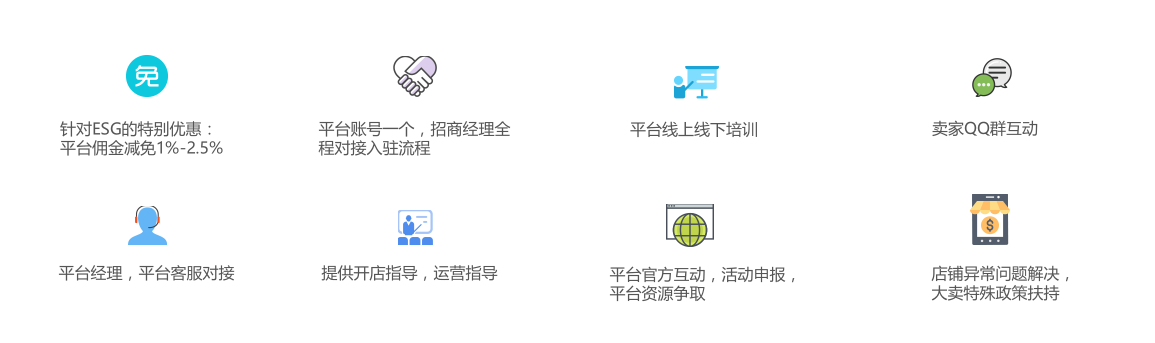 免
针对ESG的特别优惠：
平台佣金减免1%-2.5%
平台账号一个，招商经理全
程对接入驻流程
平台线上线下培训
卖家QQ群互动
平台经理，平台客服对接
提供开店指导，运营指导
平台官方互动，活动申报，
平台资源争取
$
店铺异常问题解决，
大卖特殊政策扶持